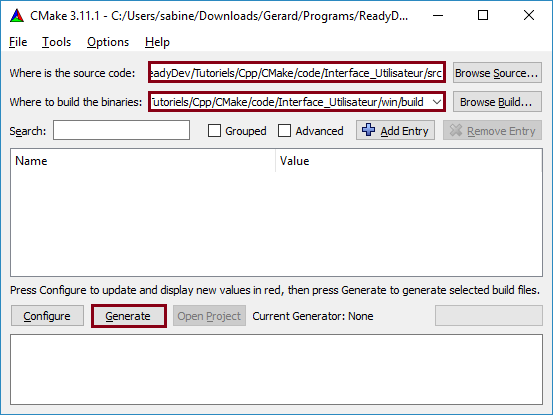 CMake 3.11.1 - C:/Users/sabine/Downloads/Gerard/Programs/ReadyD...
File Tools Options Help
Where is the source code: eadyDev/Tutoriels/Cpp/CMake/code/Interface_Utilisateur/src Browse Source...
Where to build the binaries: Tutoriels/Cpp/CMake/code/Interface_Utilisateur/win/build Browse Build...
Search: Grouped Advanced Add Entry Remove Entry
Name Value
Press Configure to update and display new values in red, then press Generate to generate selected build files.
Configure Generate Open Project Current Generator: None